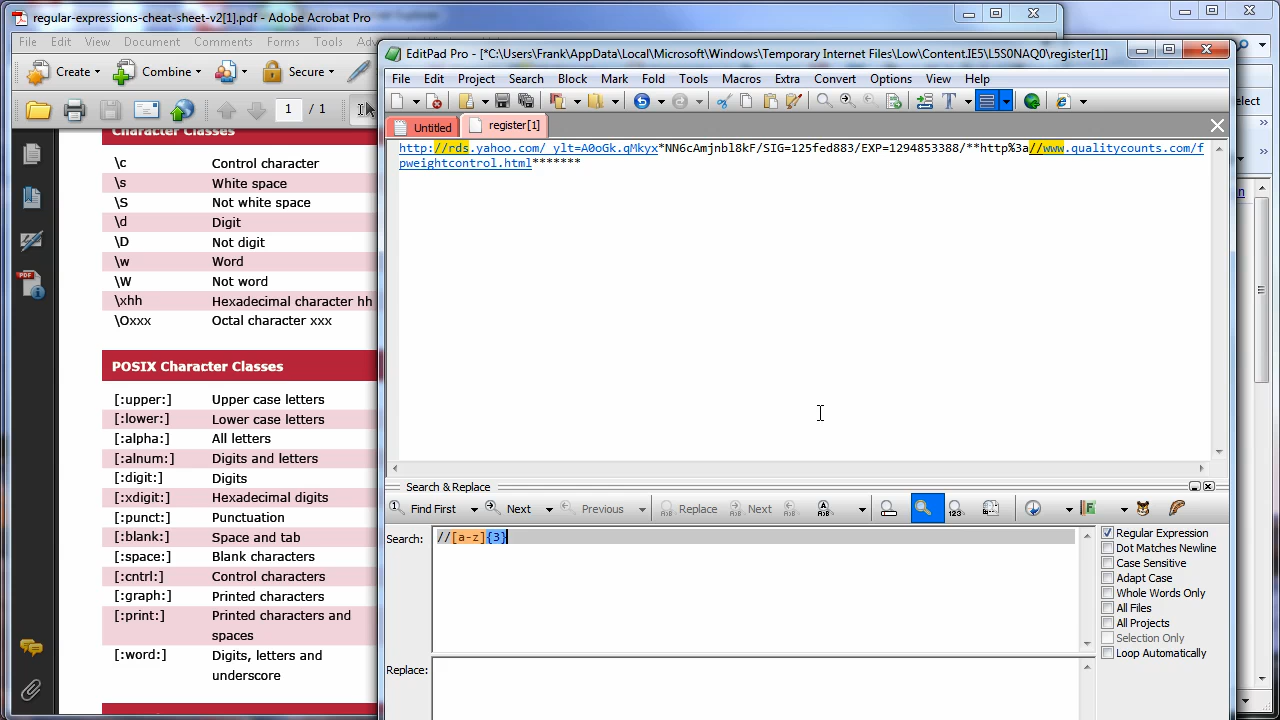 regular-expressions-cheat-sheet-v2[1].pdf - Adobe Acrobat Pro
File Edit View Document Comments Forms Tools
Create Combine Secure
1 / 1
Character Classes
\c Control character
\s White space
\S Not white space
\d Digit
\D Not digit
\w Word
\W Not word
\xhh Hexadecimal character hh
\Oxxx Octal character xxx
POSIX Character Classes
[:upper:] Upper case letters
[:lower:] Lower case letters
[:alpha:] All letters
[:alnum:] Digits and letters
[:digit:] Digits
[:xdigit:] Hexadecimal digits
[:punct:] Punctuation
[:blank:] Space and tab
[:space:] Blank characters
[:cntrl:] Control characters
[:graph:] Printed characters
[:print:] Printed characters and
spaces
[:word:] Digits, letters and
underscore
EditPad Pro - [*C:\Users\Frank\AppData\Local\Microsoft\Windows\Temporary Internet Files\Low\Content.IE5\L5S0NAQ0\register[1]]
File Edit Project Search Block Mark Fold Tools Macros Extra Convert Options View Help
Untitled register[1]
http://rds.yahoo.com/_ylt=A0oGk.qMkyx*NN6cAmjnbl8kF/SIG=125fed883/EXP=1294853388/**http%3a//www.qualitycounts.com/f
pweightcontrol.html*******
Search & Replace
Find First Next Previous Replace Next
Search: //[a-z]{3}
Regular Expression
Dot Matches Newline
Case Sensitive
Adapt Case
Whole Words Only
All Files
All Projects
Selection Only
Loop Automatically
Replace: